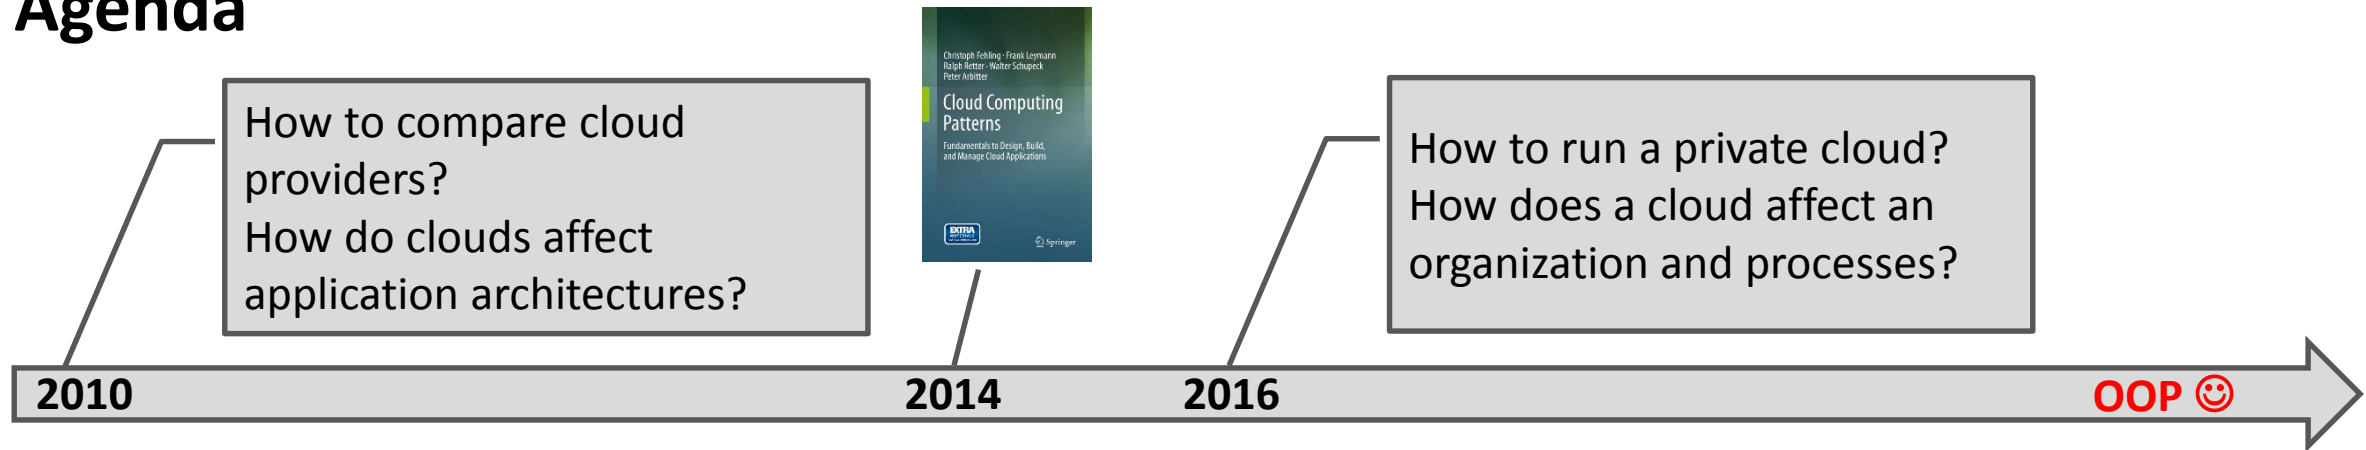 Agenda
How to compare cloud
providers?
How do clouds affect
application architectures?
Christoph Fehling · Frank Leymann
Ralph Retter · Walter Schupeck
Peter Arbitter
Cloud Computing
Patterns
Fundamentals to Design, Build,
and Manage Cloud Applications
EXTRA
MATERIALS
Springer
How to run a private cloud?
How does a cloud affect an
organization and processes?
2010
2014
2016
OOP ☺